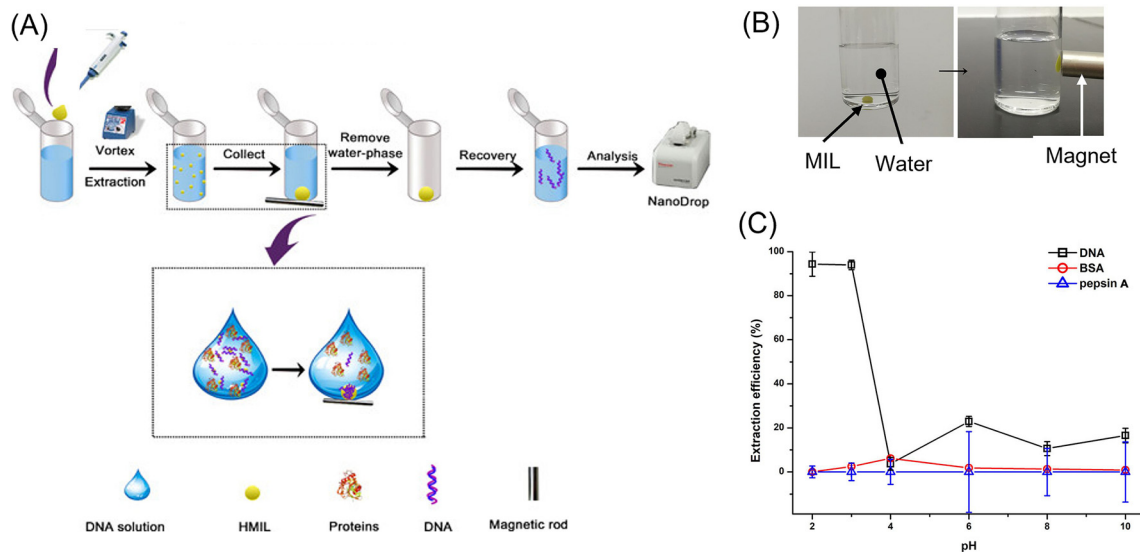 (A)
Vortex
Extraction
Collect
Remove
water-phase
Recovery
Analysis
NanoDrop
DNA solution
HMIL
Proteins
DNA
Magnetic rod
(B)
MIL
Water
Magnet
(C)
DNA
BSA
pepsin A
Extraction efficiency (%)
100
80
60
40
20
0
2
4
6
8
10
pH